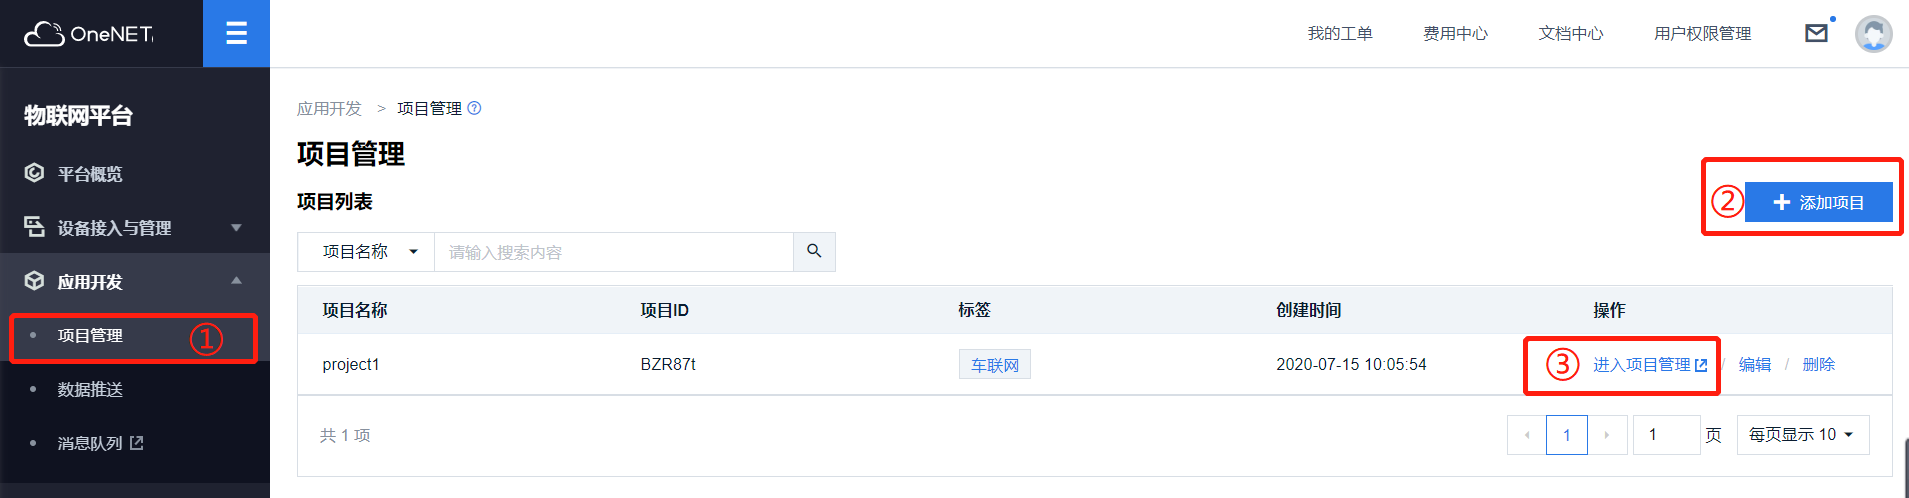 OneNET
我的工单 费用中心 文档中心 用户权限管理
物联网平台
平台概览
设备接入与管理
应用开发
项目管理 ①
数据推送
消息队列
应用开发 > 项目管理
项目管理
项目列表
② 添加项目
项目名称 请输入搜索内容
项目名称 项目ID 标签 创建时间 操作
project1 BZR87t 车联网 2020-07-15 10:05:54 ③ 进入项目管理 / 编辑 / 删除
共 1 项 1 1 页 每页显示 10